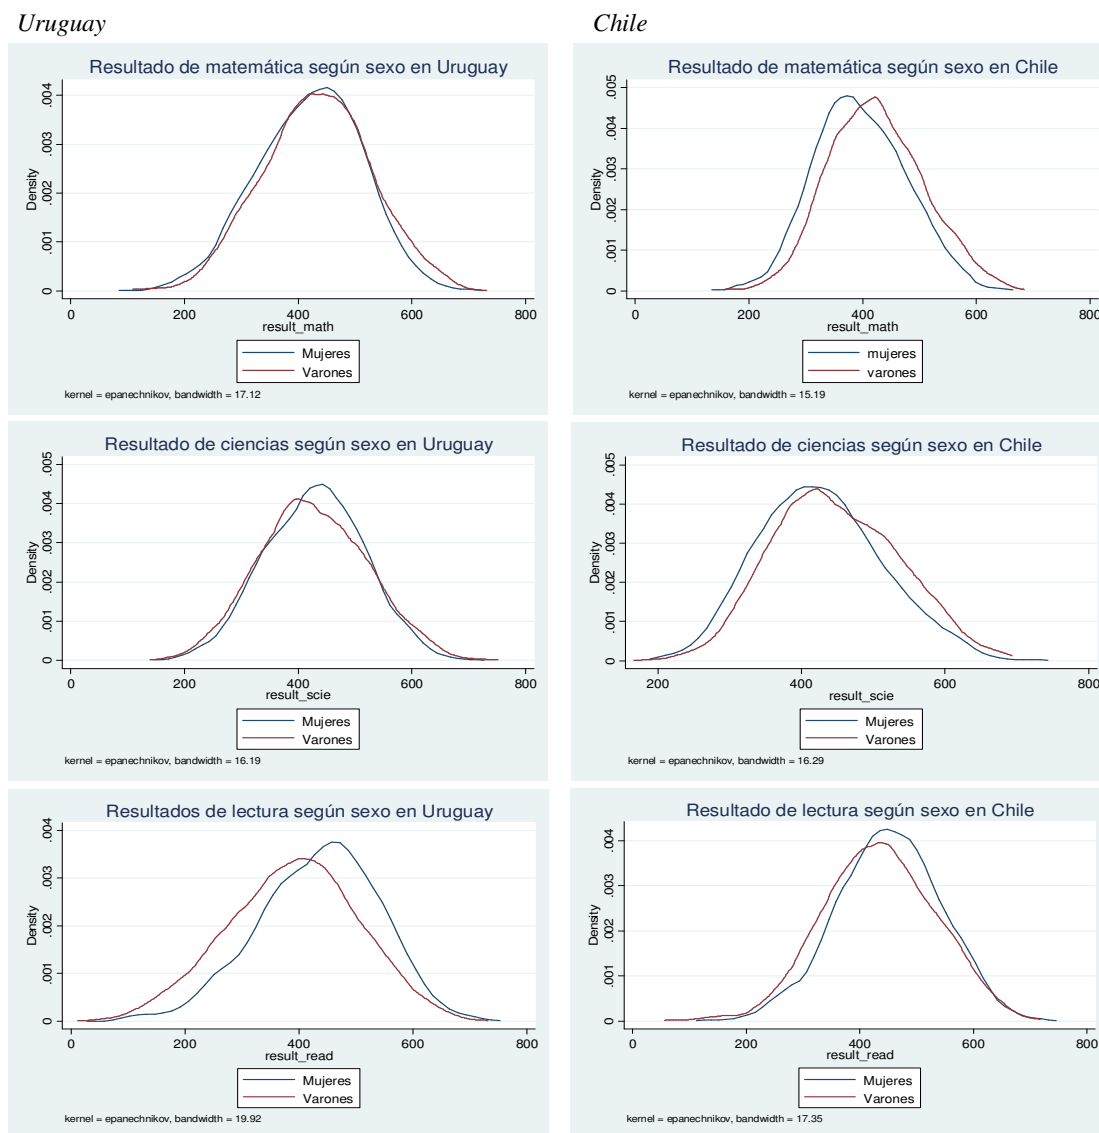 Uruguay
Chile
Resultado de matemática según sexo en Uruguay
Density
0 .001 .002 .003 .004
0 200 400 600 800
result_math
Mujeres
Varones
kernel = epanechnikov, bandwidth = 17.12
Resultado de matemática según sexo en Chile
Density
0 .001 .002 .003 .004 .005
0 200 400 600 800
result_math
mujeres
varones
kernel = epanechnikov, bandwidth = 15.19
Resultado de ciencias según sexo en Uruguay
Density
0 .001 .002 .003 .004 .005
0 200 400 600 800
result_scie
Mujeres
Varones
kernel = epanechnikov, bandwidth = 16.19
Resultado de ciencias según sexo en Chile
Density
0 .001 .002 .003 .004 .005
200 400 600 800
result_scie
Mujeres
Varones
kernel = epanechnikov, bandwidth = 16.29
Resultados de lectura según sexo en Uruguay
Density
0 .001 .002 .003 .004
0 200 400 600 800
result_read
Mujeres
Varones
kernel = epanechnikov, bandwidth = 19.92
Resultado de lectura según sexo en Chile
Density
0 .001 .002 .003 .004
0 200 400 600 800
result_read
Mujeres
Varones
kernel = epanechnikov, bandwidth = 17.35